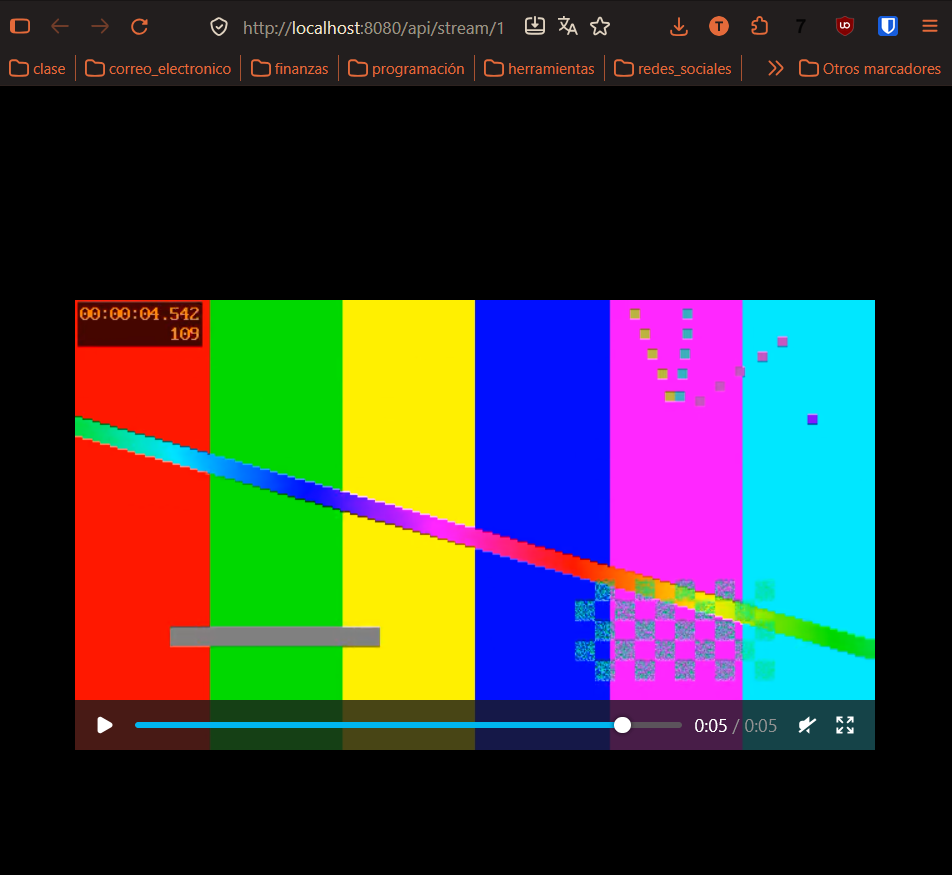 http://localhost:8080/api/stream/1
T
7
clase
correo_electronico
finanzas
programación
herramientas
redes_sociales
Otros marcadores
00:00:04.542
109
0:05 / 0:05